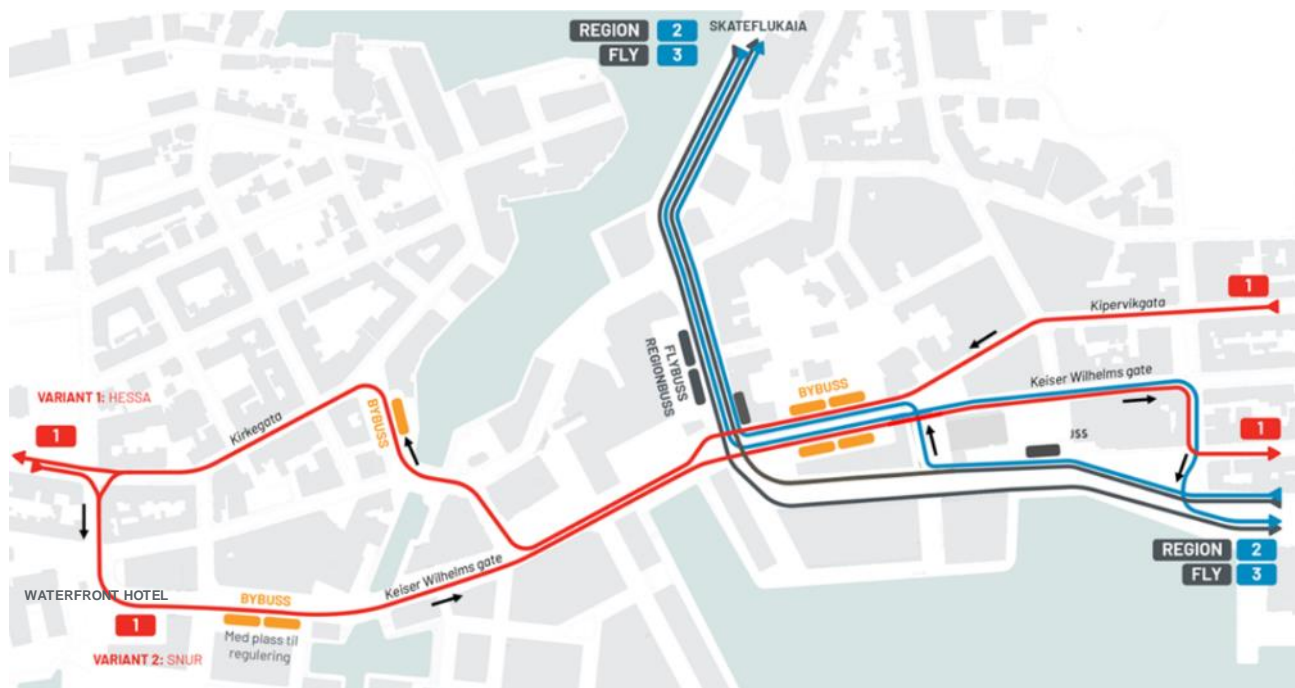 REGION 2
FLY 3
SKATEFLUKAIA
1
Kipervikgata
FLYBUSS
REGIONBUSS
BYBUSS
Keiser Wilhelms gate
VARIANT 1: HESSA
1
Kirkegata
BYBUSS
1
USS
Keiser Wilhelms gate
REGION 2
FLY 3
WATERFRONT HOTEL
BYBUSS
1
Med plass til
regulering
VARIANT 2: SNUR